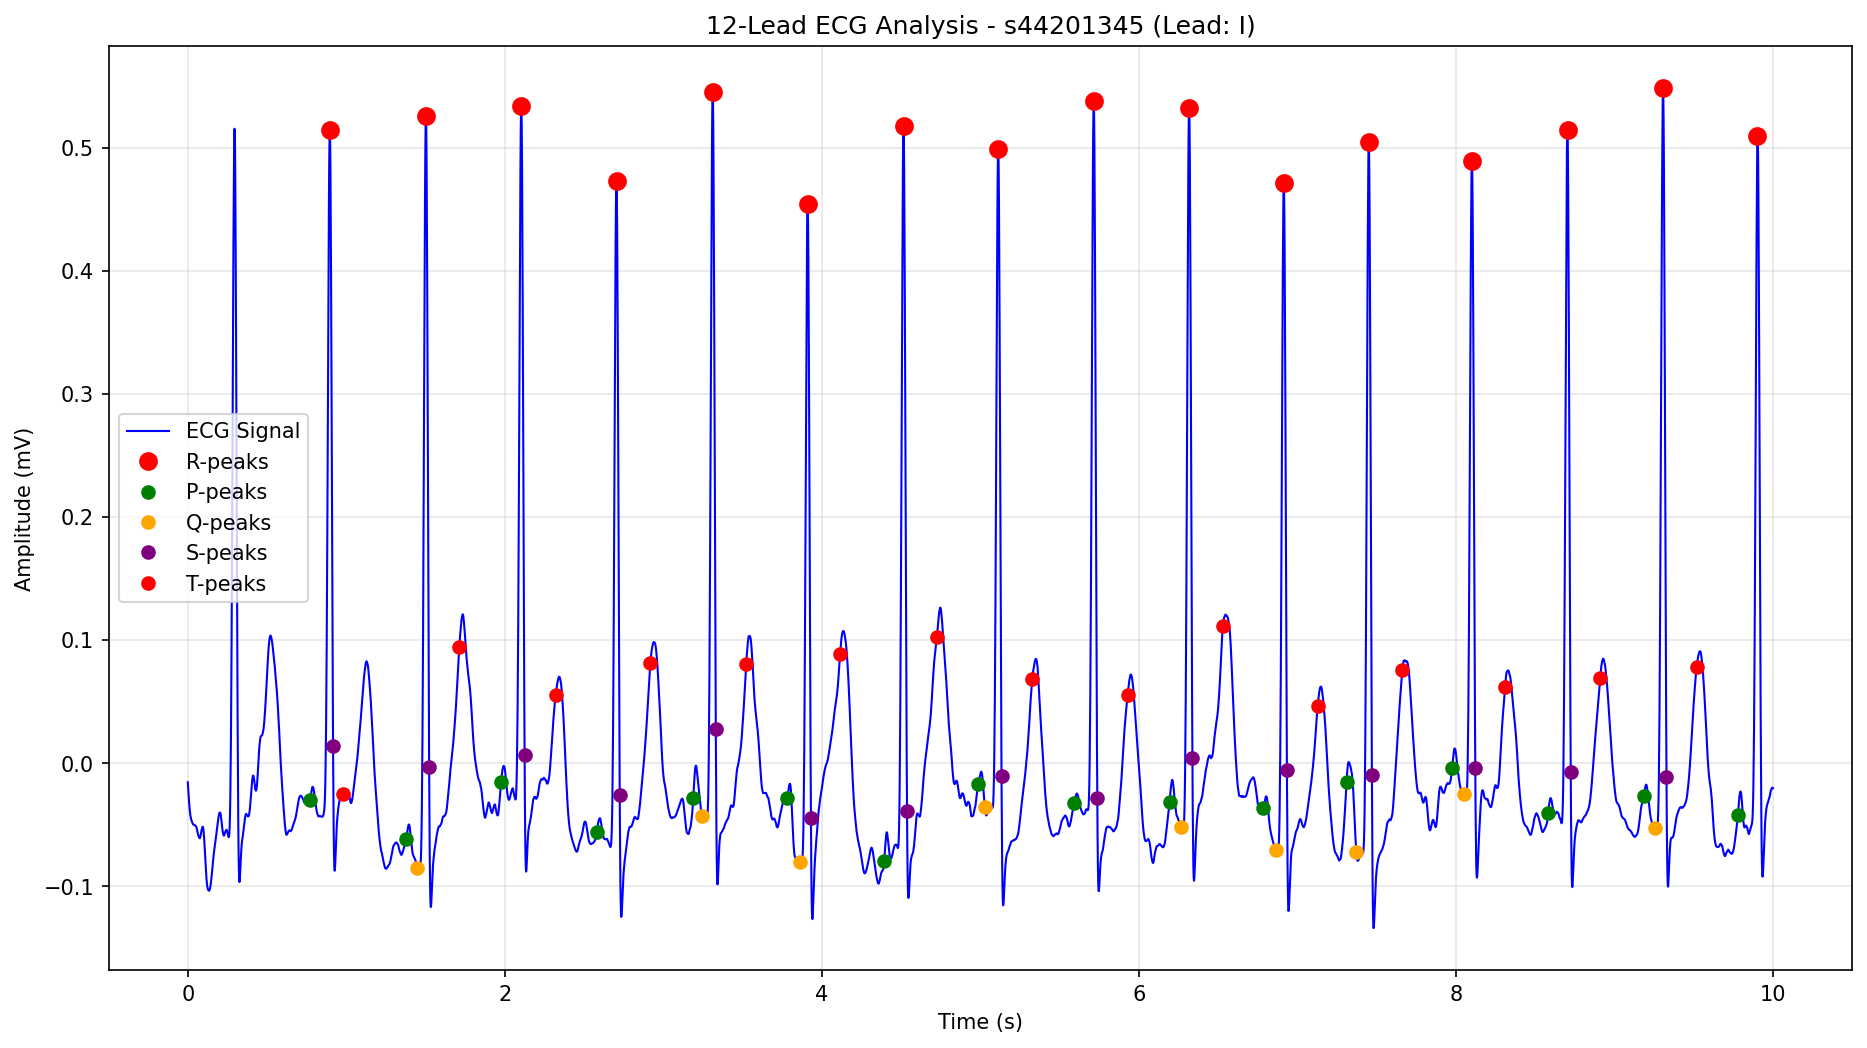 12-Lead ECG Analysis - s44201345 (Lead: I)
Amplitude (mV)
0.5
0.4
0.3
0.2
0.1
0.0
−0.1
ECG Signal
R-peaks
P-peaks
Q-peaks
S-peaks
T-peaks
0 2 4 6 8 10
Time (s)